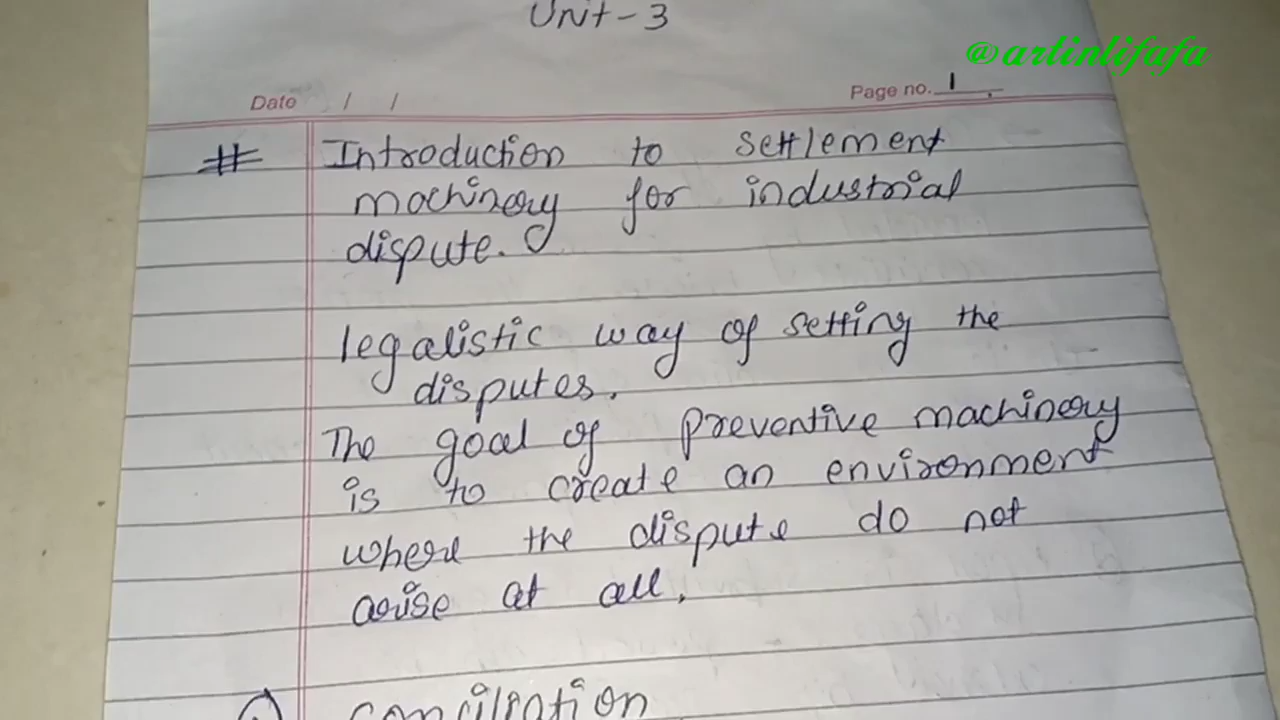 Unit-3
@artinlifafa
Date / /
Page no. 1
# Introduction to settlement
machinery for industrial
dispute.
legalistic way of setting the
disputes.
The goal of preventive machinery
is to create an environment
where the dispute do not
arise at all.
conciliation